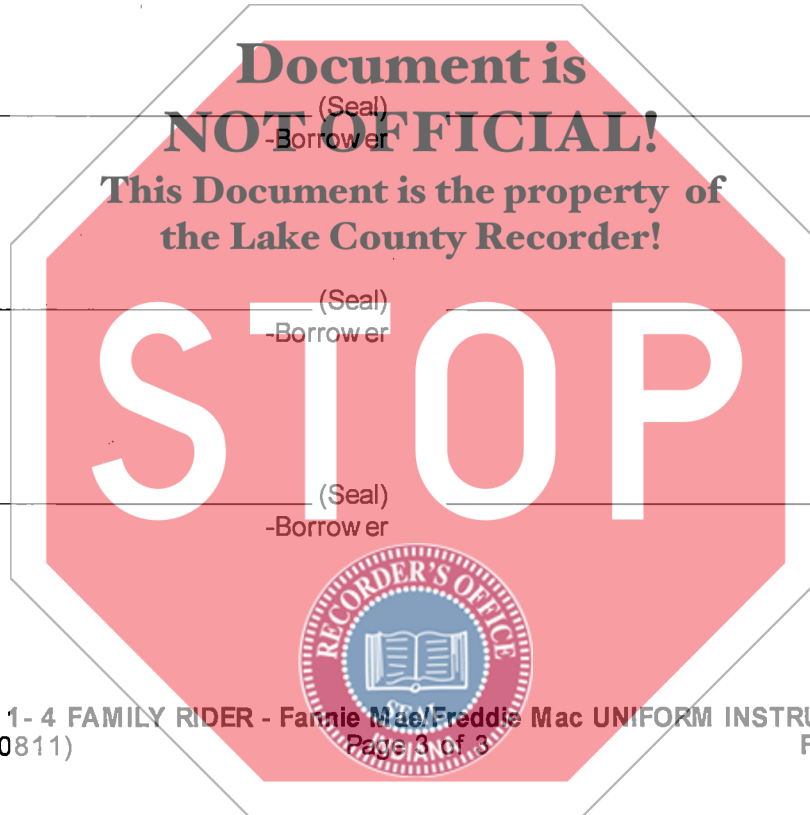 Document is
(Seal)
NOT OFFICIAL!
-Borrower
This Document is the property of
the Lake County Recorder!
(Seal)
-Borrower
STOP
(Seal)
-Borrower
RECORDER'S OFFICE
SEAL
1- 4 FAMILY RIDER - Fannie Mae/Freddie Mac UNIFORM INSTRU
0811)
Page 3 of 3